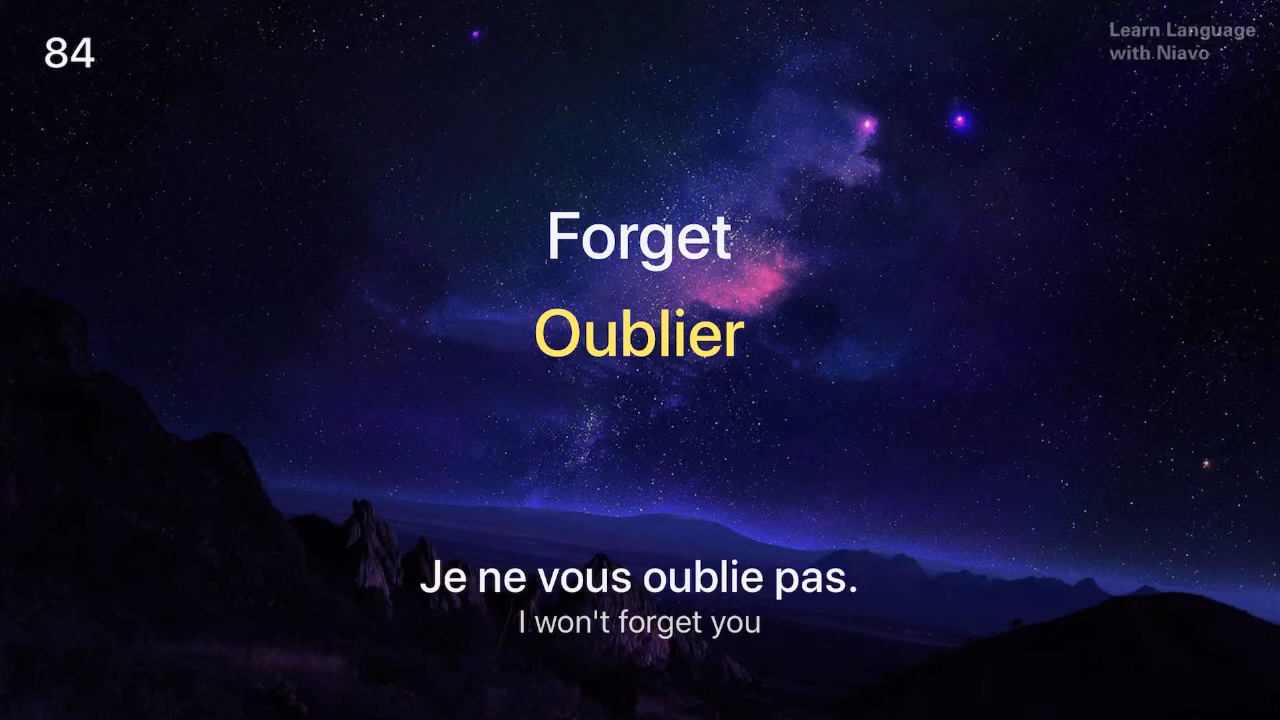 84
Learn Language
with Niavo
Forget
Oublier
Je ne vous oublie pas.
I won't forget you